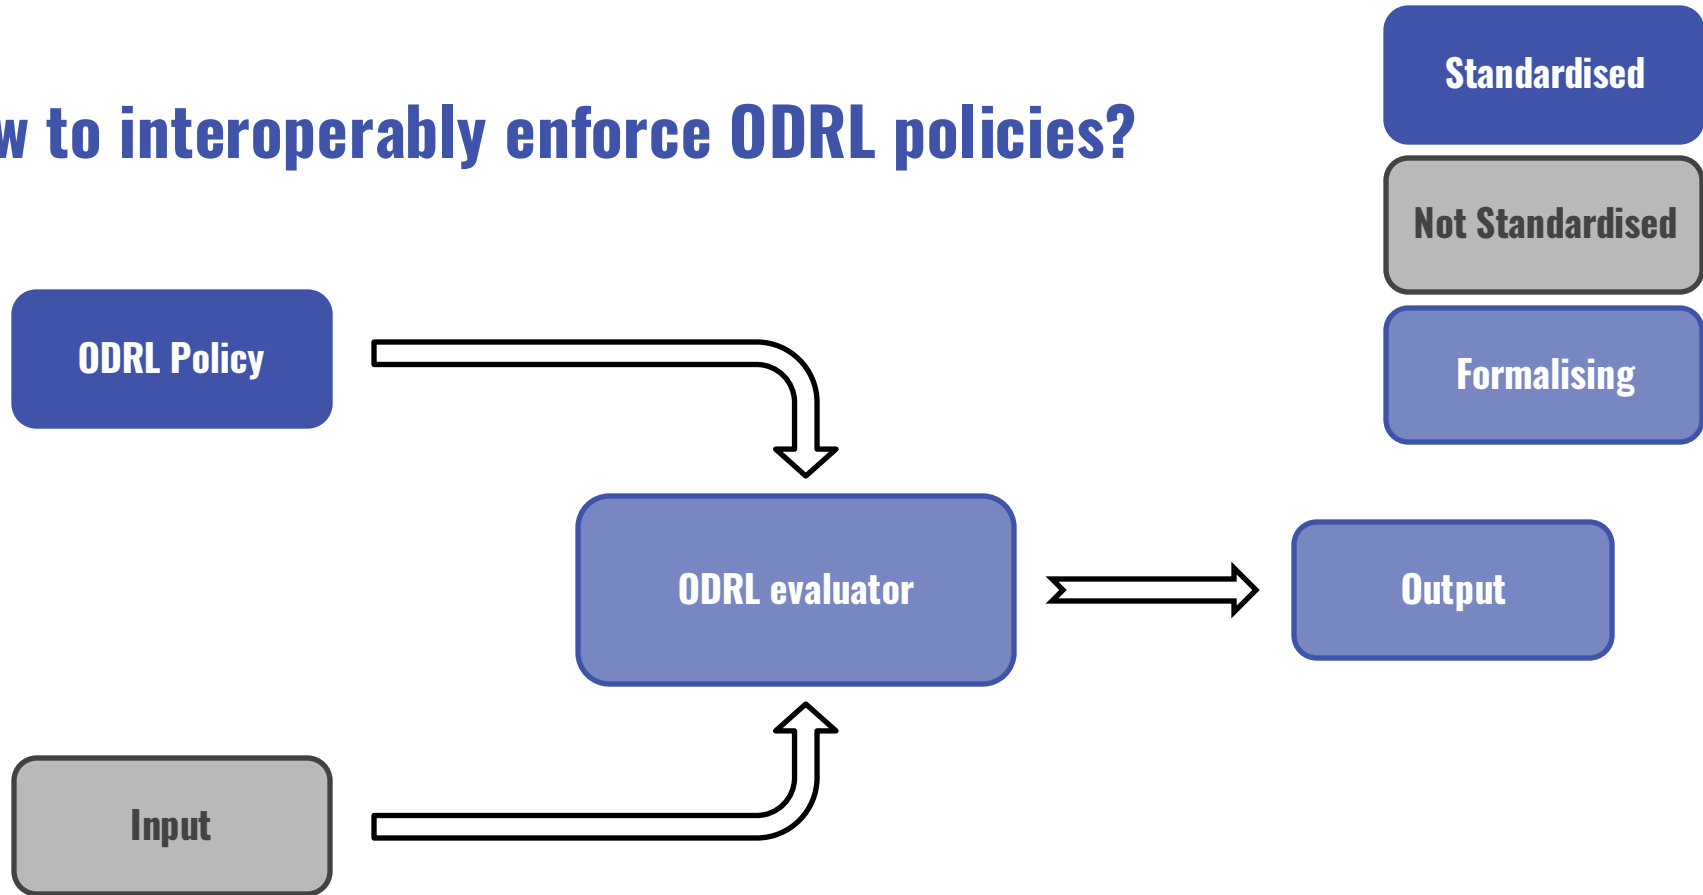 w to interoperably enforce ODRL policies?
Standardised
Not Standardised
Formalising
ODRL Policy
ODRL evaluator
Output
Input